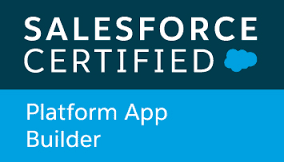 SALESFORCE
CERTIFIED
Platform App
Builder